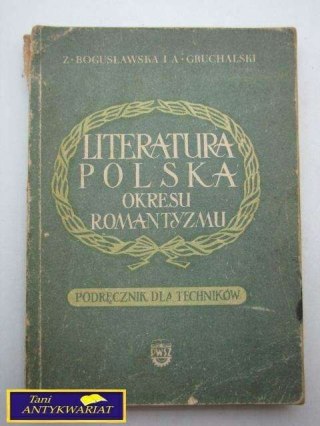 Z·BOGUSŁAWSKA I A·GRUCHALSKI
LITERATURA
POLSKA
OKRESU
ROMANTYZMU
PODRĘCZNIK DLA TECHNIKÓW
PWSZ
Tani
ANTYKWARIAT